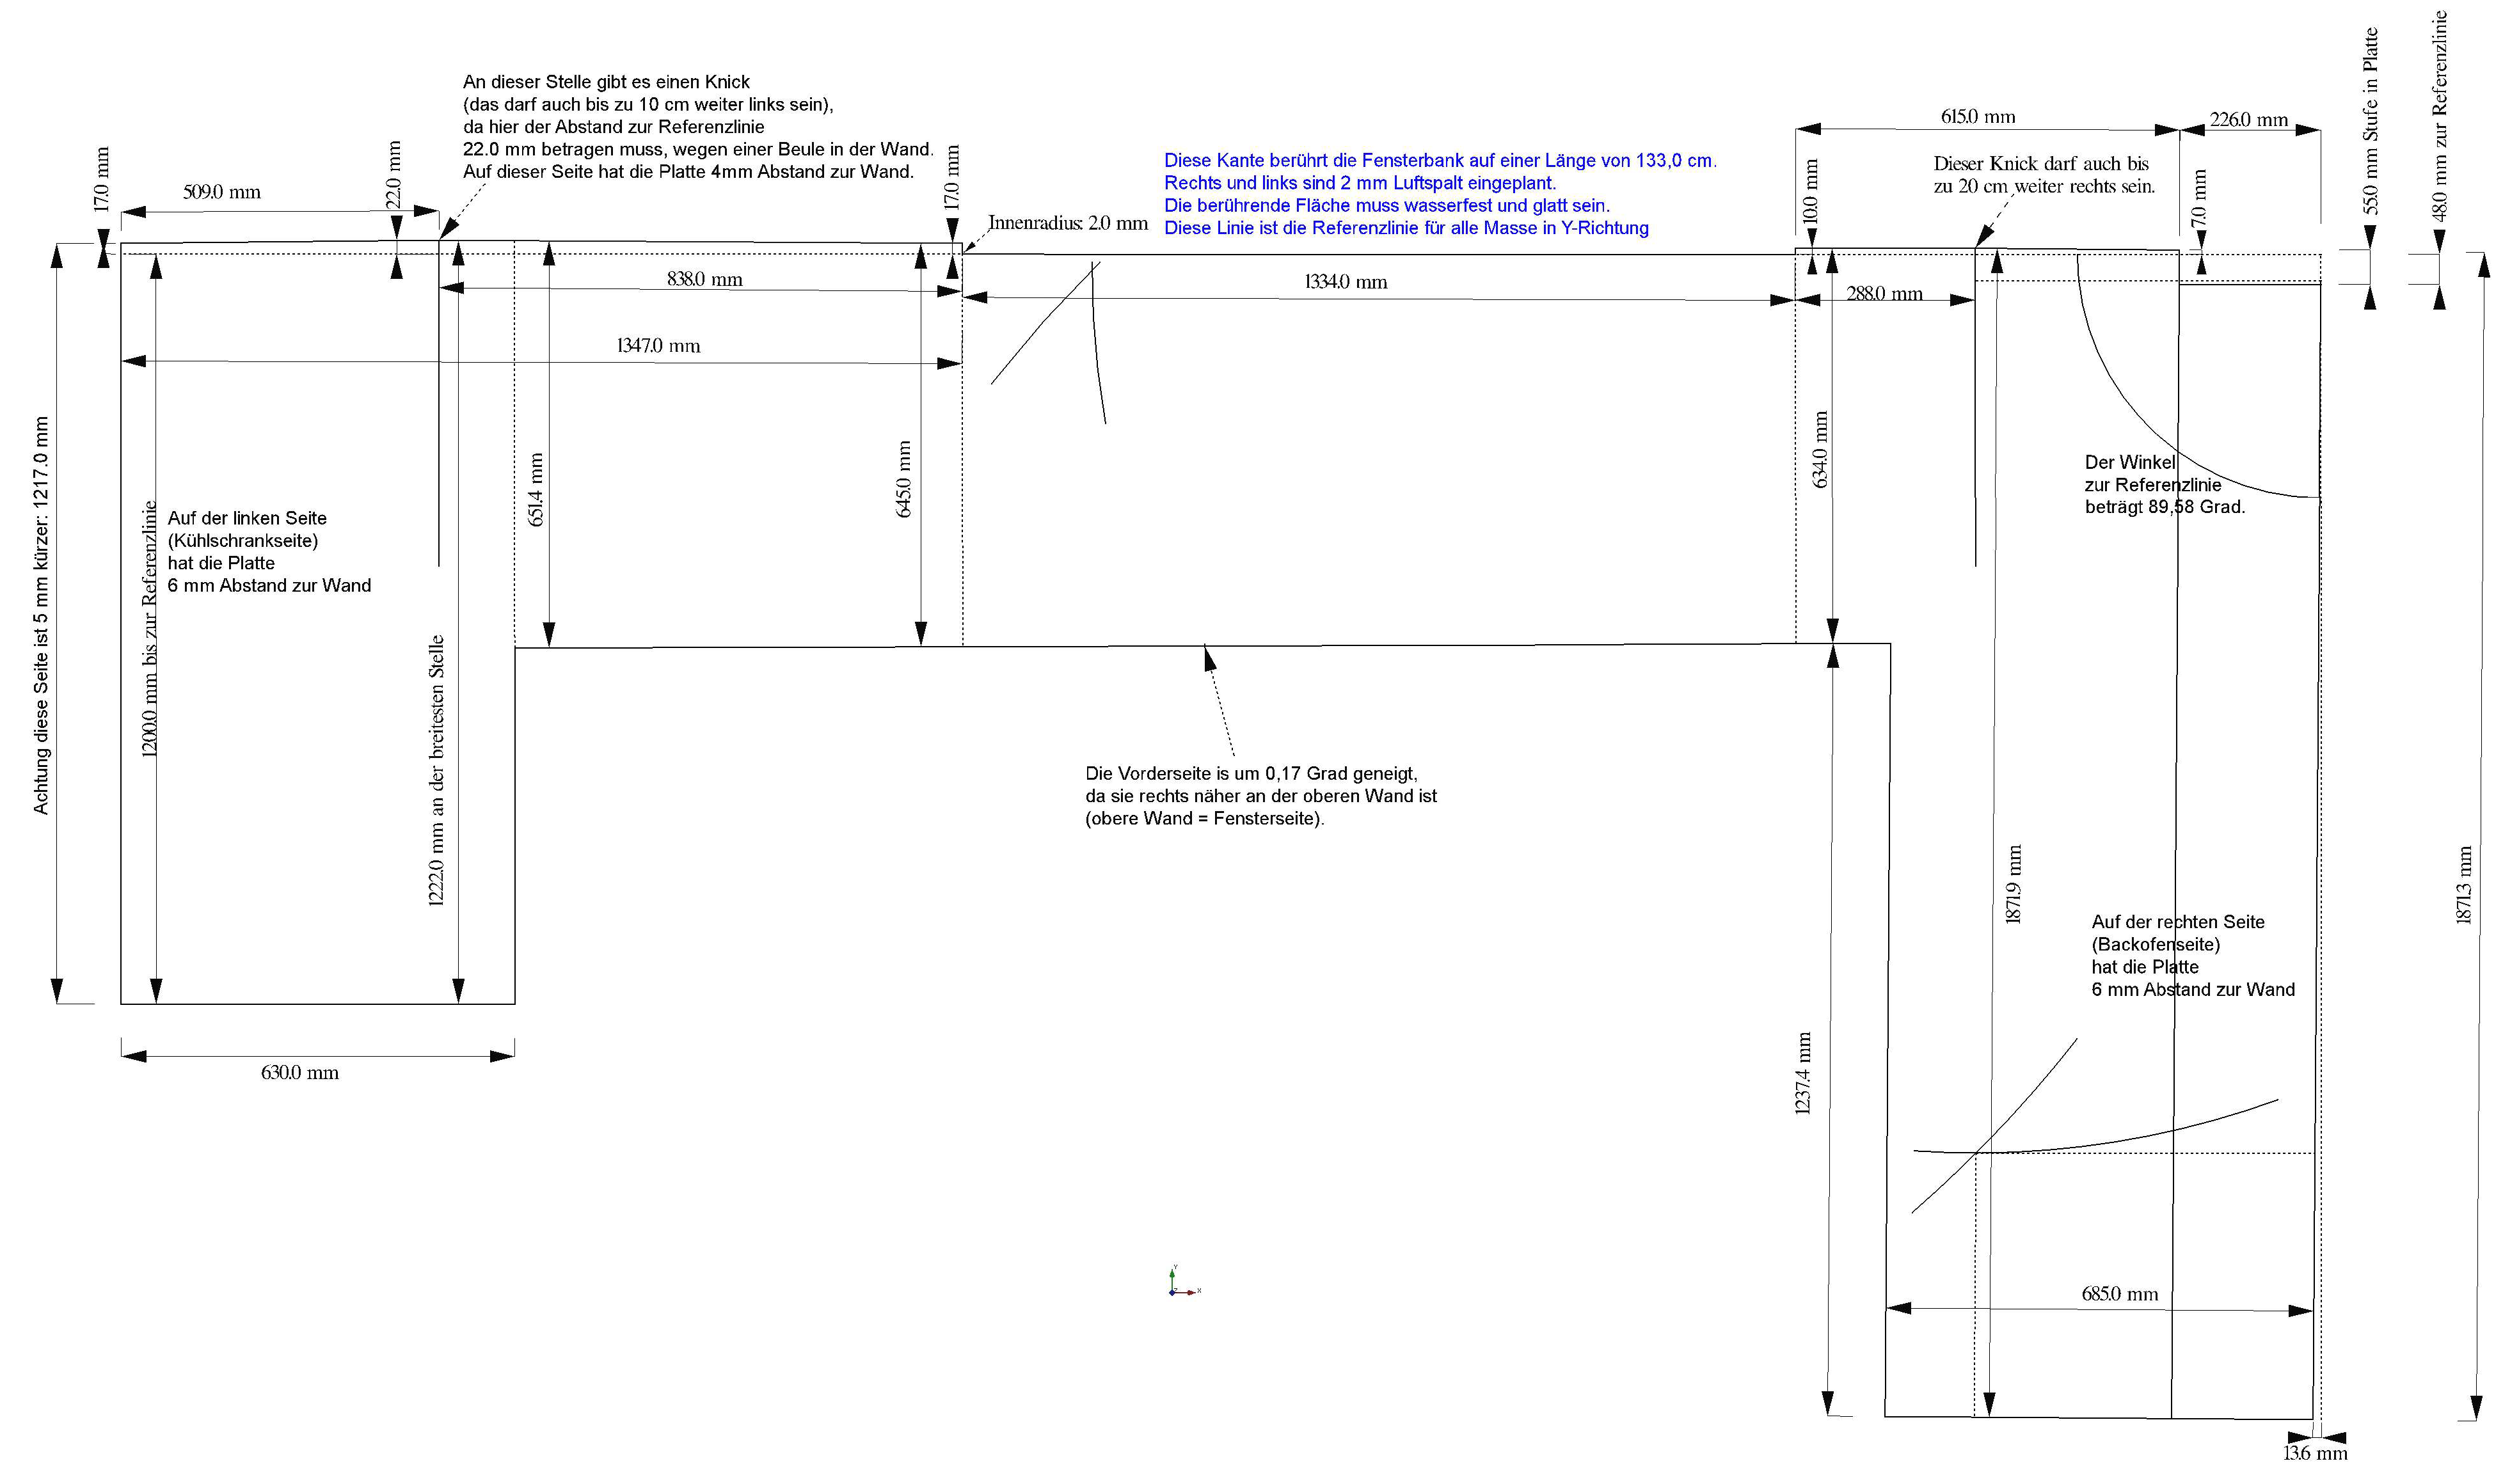 An dieser Stelle gibt es einen Knick
(das darf auch bis zu 10 cm weiter links sein),
da hier der Abstand zur Referenzlinie
22.0 mm betragen muss, wegen einer Beule in der Wand.
Auf dieser Seite hat die Platte 4mm Abstand zur Wand.
17.0 mm
509.0 mm
22.0 mm
17.0 mm
Innenradius: 2.0 mm
Diese Kante berührt die Fensterbank auf einer Länge von 133,0 cm.
Rechts und links sind 2 mm Luftspalt eingeplant.
Die berührende Fläche muss wasserfest und glatt sein.
Diese Linie ist die Referenzlinie für alle Masse in Y-Richtung
615.0 mm
226.0 mm
10.0 mm
Dieser Knick darf auch bis
zu 20 cm weiter rechts sein.
7.0 mm
55.0 mm Stufe in Platte
48.0 mm zur Referenzlinie
838.0 mm
1334.0 mm
288.0 mm
1347.0 mm
Achtung diese Seite ist 5 mm kürzer: 1217.0 mm
1200.0 mm bis zur Referenzlinie
Auf der linken Seite
(Kühlschrankseite)
hat die Platte
6 mm Abstand zur Wand
1222.0 mm an der breitesten Stelle
651.4 mm
645.0 mm
634.0 mm
Der Winkel
zur Referenzlinie
beträgt 89,58 Grad.
Die Vorderseite is um 0,17 Grad geneigt,
da sie rechts näher an der oberen Wand ist
(obere Wand = Fensterseite).
1871.9 mm
1871.3 mm
Auf der rechten Seite
(Backofenseite)
hat die Platte
6 mm Abstand zur Wand
630.0 mm
1237.4 mm
Y
Z
X
685.0 mm
13.6 mm